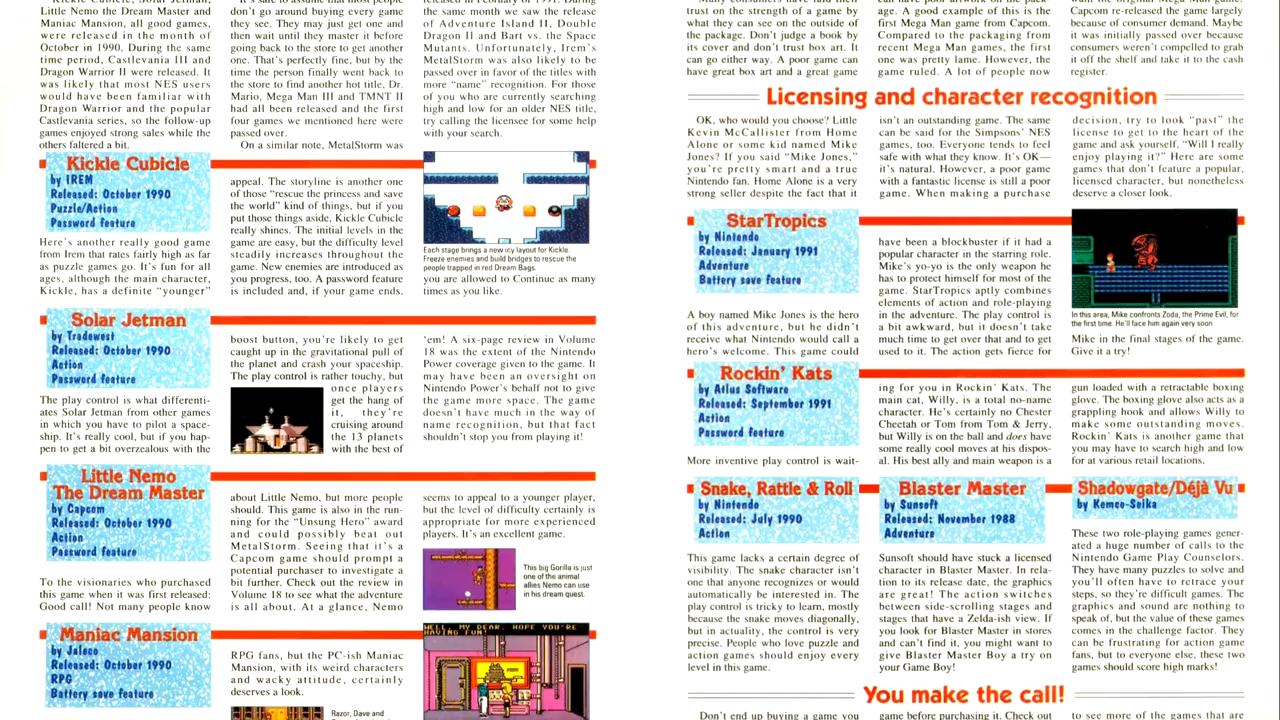 Kickle Cubicle, Solar Jetman,
Little Nemo the Dream Master and
Maniac Mansion, all good games,
were released in the month of
October in 1990. During the same
time period, Castlevania III and
Dragon Warrior II were released. It
was likely that most NES users
would have been familiar with
Dragon Warrior and the popular
Castlevania series, so the follow-up
games enjoyed strong sales while the
others faltered a bit.
It's safe to assume that most people
don't go around buying every game
they see. They may just get one and
then wait until they master it before
going back to the store to get another
one. That's perfectly fine, but by the
time the person finally went back to
the store to find another hot title, Dr.
Mario, Mega Man III and TMNT II
had all been released and the first
four games we mentioned here were
passed over.
On a similar note, MetalStorm was
released in February of 1991. During
the same month we saw the release
of Adventure Island II, Double
Dragon II and Bart vs. the Space
Mutants. Unfortunately, Irem's
MetalStorm was also likely to be
passed over in favor of the titles with
more "name" recognition. For those
of you who are currently searching
high and low for an older NES title,
try calling the licensee for some help
with your search.
Kickle Cubicle
by IREM
Released: October 1990
Puzzle/Action
Password feature
Here's another really good game
from Irem that rates fairly high as far
as puzzle games go. It's fun for all
ages, although the main character,
Kickle, has a definite "younger"
appeal. The storyline is another one
of those "rescue the princess and save
the world" kind of things, but if you
put those things aside, Kickle Cubicle
really shines. The initial levels in the
game are easy, but the difficulty level
steadily increases throughout the
game. New enemies are introduced as
you progress, too. A password feature
is included and, if your game ends,
Each stage brings a new icy layout for Kickle.
Freeze enemies and build bridges to rescue the
people trapped in red Dream Bags.
you are allowed to Continue as many
times as you like.
Solar Jetman
by Tradewest
Released: October 1990
Action
Password feature
The play control is what differenti-
ates Solar Jetman from other games
in which you have to pilot a space-
ship. It's really cool, but if you hap-
pen to get a bit overzealous with the
boost button, you're likely to get
caught up in the gravitational pull of
the planet and crash your spaceship.
The play control is rather touchy, but
once players
get the hang of
it, they're
cruising around
the 13 planets
with the best of
'em! A six-page review in Volume
18 was the extent of the Nintendo
Power coverage given to the game. It
may have been an oversight on
Nintendo Power's behalf not to give
the game more space. The game
doesn't have much in the way of
name recognition, but that fact
shouldn't stop you from playing it!
Little Nemo
The Dream Master
by Capcom
Released: October 1990
Action
Password feature
To the visionaries who purchased
this game when it was first released:
Good call! Not many people know
about Little Nemo, but more people
should. This game is also in the run-
ning for the "Unsung Hero" award
and could possibly beat out
MetalStorm. Seeing that it's a
Capcom game should prompt a
potential purchaser to investigate a
bit further. Check out the review in
Volume 18 to see what the adventure
is all about. At a glance, Nemo
seems to appeal to a younger player,
but the level of difficulty certainly is
appropriate for more experienced
players. It's an excellent game.
This big Gorilla is just
one of the animal
allies Nemo can use
in his dream quest.
Maniac Mansion
by Jaleco
Released: October 1990
RPG
Battery save feature
RPG fans, but the PC-ish Maniac
Mansion, with its weird characters
and wacky attitude, certainly
deserves a look.
Razor, Dave and
WELL, MY DEAR, HOPE YOU'RE
HAVING FUN!
trust on the strength of a game by
what they can see on the outside of
the package. Don't judge a book by
its cover and don't trust box art. It
can go either way. A poor game can
have great box art and a great game
can have poor artwork on the pack-
age. A good example of this is the
first Mega Man game from Capcom.
Compared to the packaging from
recent Mega Man games, the first
one was pretty lame. However, the
game ruled. A lot of people now
want the original Mega Man game.
Capcom re-released the game largely
because of consumer demand. Maybe
it was initially passed over because
consumers weren't compelled to grab
it off the shelf and take it to the cash
register.
Licensing and character recognition
OK, who would you choose? Little
Kevin McCallister from Home
Alone or some kid named Mike
Jones? If you said "Mike Jones,"
you're pretty smart and a true
Nintendo fan. Home Alone is a very
strong seller despite the fact that it
isn't an outstanding game. The same
can be said for the Simpsons' NES
games, too. Everyone tends to feel
safe with what they know. It's OK—
it's natural. However, a poor game
with a fantastic license is still a poor
game. When making a purchase
decision, try to look "past" the
license to get to the heart of the
game and ask yourself, "Will I really
enjoy playing it?" Here are some
games that don't feature a popular,
licensed character, but nonetheless
deserve a closer look.
StarTropics
by Nintendo
Released: January 1991
Adventure
Battery save feature
A boy named Mike Jones is the hero
of this adventure, but he didn't
receive what Nintendo would call a
hero's welcome. This game could
have been a blockbuster if it had a
popular character in the starring role.
Mike's yo-yo is the only weapon he
has to protect himself for most of the
game. StarTropics aptly combines
elements of action and role-playing
in the adventure. The play control is
a bit awkward, but it doesn't take
much time to get over that and to get
used to it. The action gets fierce for
In this area, Mike confronts Zoda, the Prime Evil, for
the first time. He'll face him again very soon
Mike in the final stages of the game.
Give it a try!
Rockin' Kats
by Atlus Software
Released: September 1991
Action
Password feature
More inventive play control is wait-
ing for you in Rockin' Kats. The
main cat, Willy, is a total no-name
character. He's certainly no Chester
Cheetah or Tom from Tom & Jerry,
but Willy is on the ball and does have
some really cool moves at his dispos-
al. His best ally and main weapon is a
gun loaded with a retractable boxing
glove. The boxing glove also acts as a
grappling hook and allows Willy to
make some outstanding moves.
Rockin' Kats is another game that
you may have to search high and low
for at various retail locations.
Snake, Rattle & Roll
by Nintendo
Released: July 1990
Action
This game lacks a certain degree of
visibility. The snake character isn't
one that anyone recognizes or would
automatically be interested in. The
play control is tricky to learn, mostly
because the snake moves diagonally,
but in actuality, the control is very
precise. People who love puzzle and
action games should enjoy every
level in this game.
Blaster Master
by Sunsoft
Released: November 1988
Adventure
Sunsoft should have stuck a licensed
character in Blaster Master. In rela-
tion to its release date, the graphics
are great! The action switches
between side-scrolling stages and
stages that have a Zelda-ish view. If
you look for Blaster Master in stores
and can't find it, you might want to
give Blaster Master Boy a try on
your Game Boy!
Shadowgate/Déjà Vu
by Kemco-Seika
These two role-playing games gener-
ated a huge number of calls to the
Nintendo Game Play Counselors.
They have many puzzles to solve and
you'll often have to retrace your
steps, so they're difficult games. The
graphics and sound are nothing to
speak of, but the value of these games
comes in the challenge factor. They
can be frustrating for action game
fans, but to everyone else, these two
games should score high marks!
You make the call!
Don't end up buying a game you
game before purchasing it. Check out
to see more of the games that are